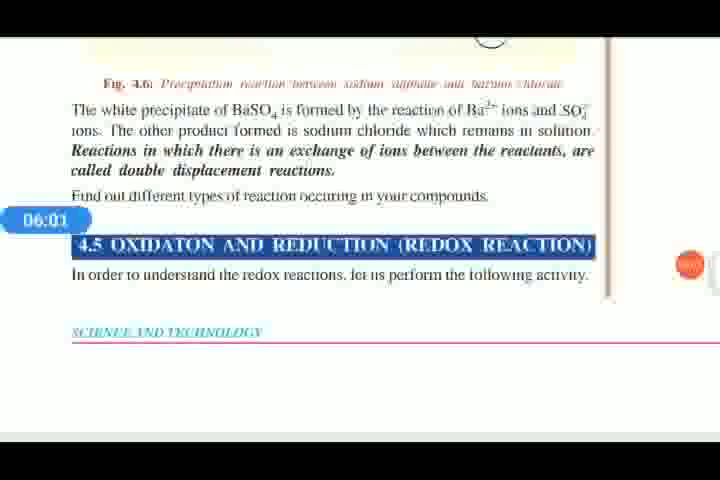 Fig. 4.6: Precipitation reaction between sodium sulphate and barium chlorate
The white precipitate of BaSO₄ is formed by the reaction of Ba²⁺ ions and SO₄²⁻
ions. The other product formed is sodium chloride which remains in solution.
Reactions in which there is an exchange of ions between the reactants, are
called double displacement reactions.
Find out different types of reaction occuring in your compounds.
06:01
4.5 OXIDATON AND REDUCTION (REDOX REACTION)
In order to understand the redox reactions, let us perform the following activity.
SCIENCE AND TECHNOLOGY